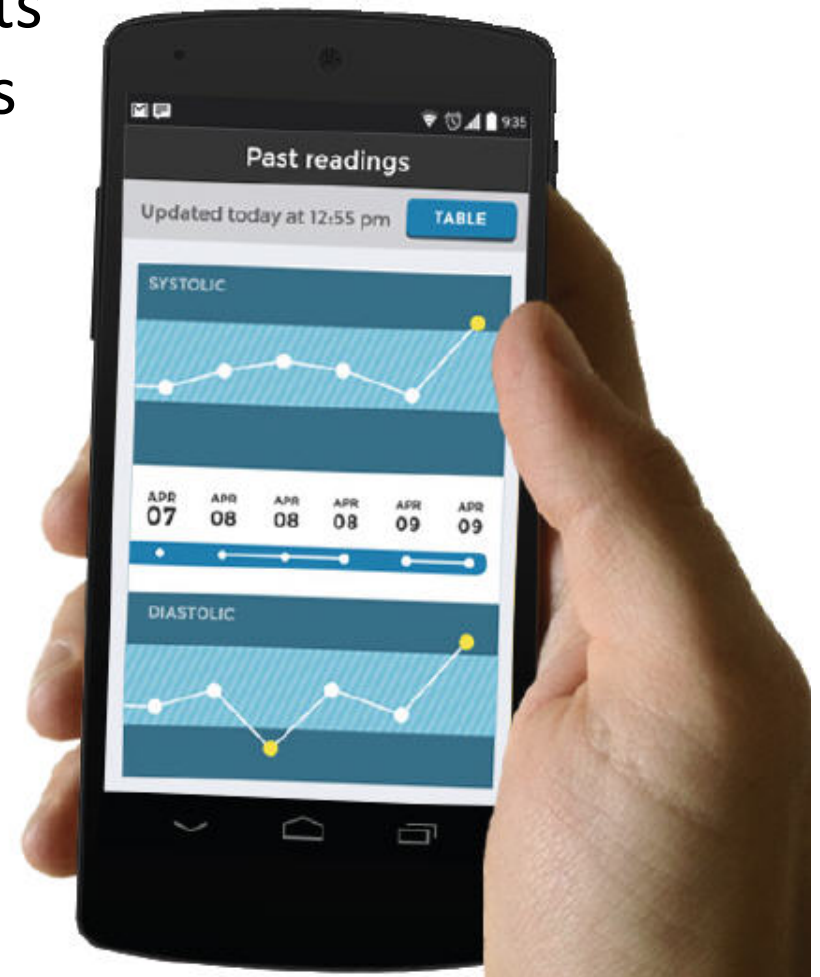 ts
s
935
Past readings
Updated today at 12:55 pm
TABLE
SYSTOLIC
APR APR APR APR APR APR
07 08 08 08 09 09
DIASTOLIC